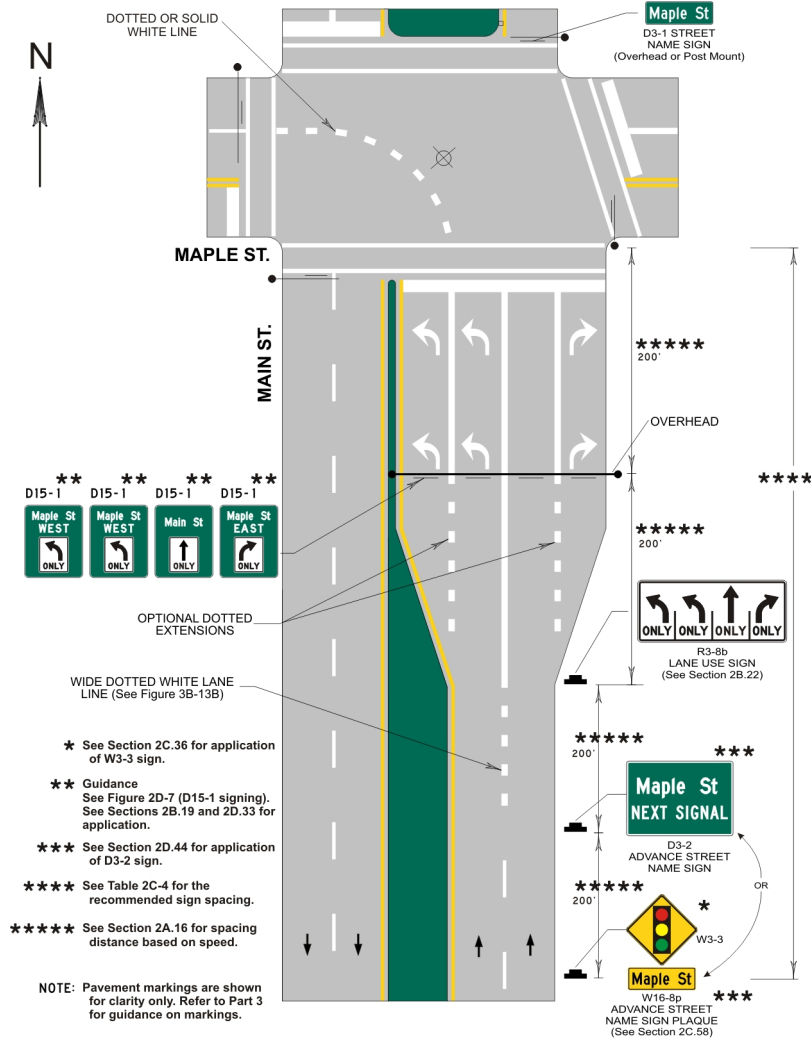 DOTTED OR SOLID
WHITE LINE
Maple St
D3-1 STREET
NAME SIGN
(Overhead or Post Mount)
N
MAPLE ST.
MAIN ST.
*****
200'
OVERHEAD
****
** ** ** **
D15-1 D15-1 D15-1 D15-1
Maple St
WEST
ONLY
Maple St
WEST
ONLY
Main St
ONLY
Maple St
EAST
ONLY
*****
200'
OPTIONAL DOTTED
EXTENSIONS
ONLY ONLY ONLY ONLY
R3-8b
LANE USE SIGN
(See Section 2B.22)
WIDE DOTTED WHITE LANE
LINE (See Figure 3B-13B)
*****
200'
***
Maple St
NEXT SIGNAL
D3-2
ADVANCE STREET
NAME SIGN
OR
*****
200'
*
W3-3
Maple St
***
W16-8p
ADVANCE STREET
NAME SIGN PLAQUE
(See Section 2C.58)
* See Section 2C.36 for application
of W3-3 sign.
** Guidance
See Figure 2D-7 (D15-1 signing).
See Sections 2B.19 and 2D.33 for
application.
*** See Section 2D.44 for application
of D3-2 sign.
**** See Table 2C-4 for the
recommended sign spacing.
***** See Section 2A.16 for spacing
distance based on speed.
NOTE: Pavement markings are shown
for clarity only. Refer to Part 3
for guidance on markings.